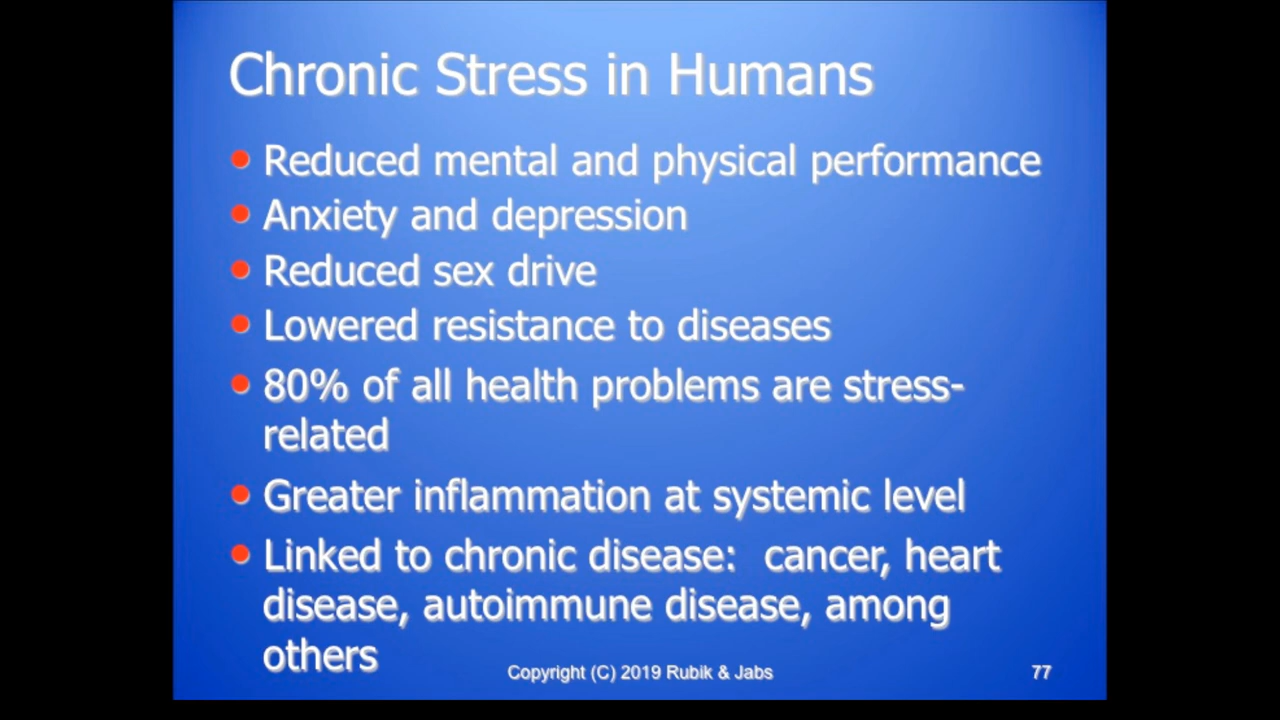 Chronic Stress in Humans
• Reduced mental and physical performance
• Anxiety and depression
• Reduced sex drive
• Lowered resistance to diseases
• 80% of all health problems are stress-
related
• Greater inflammation at systemic level
• Linked to chronic disease:  cancer, heart
disease, autoimmune disease, among
others
Copyright (C) 2019 Rubik & Jabs
77